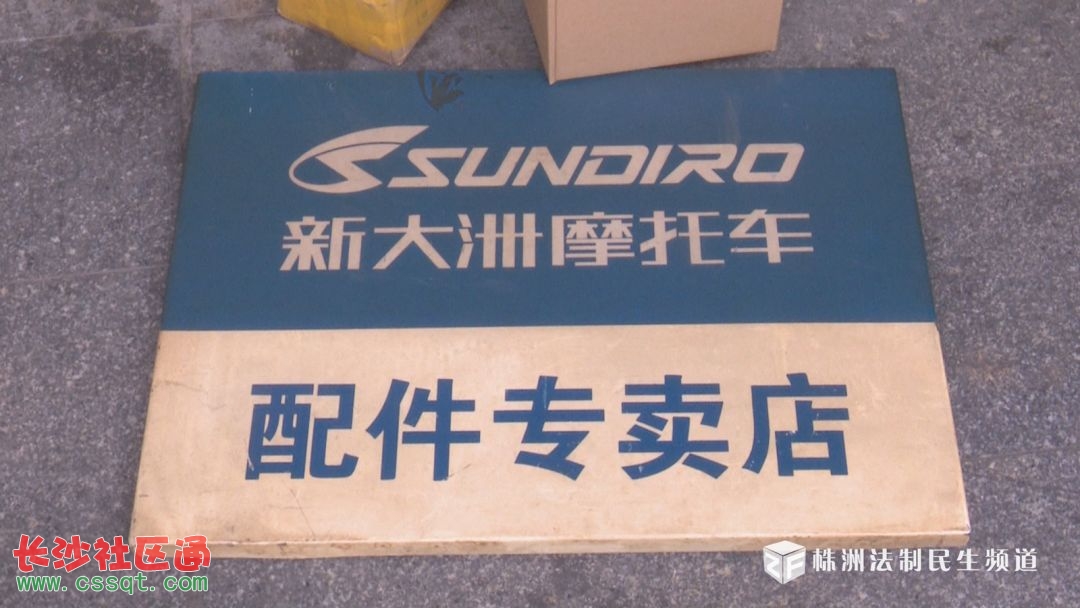 SUNDIRO
新大洲摩托车
配件专卖店
长沙社区通
www.cssqt.com
株洲法制民生频道